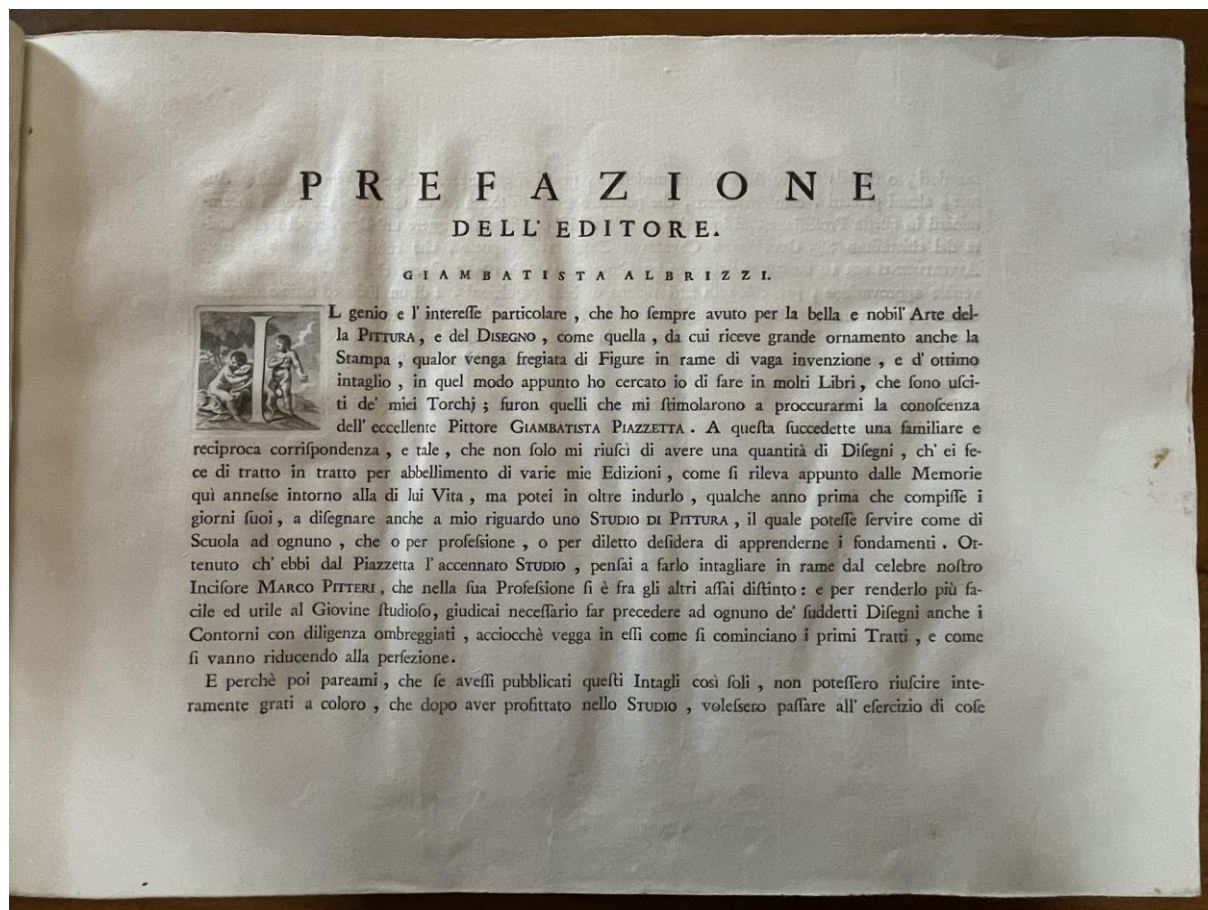 PREFAZIONE
DELL' EDITORE.
GIAMBATISTA ALBRIZZI.
IL genio e l' intereſſe particolare , che ho ſempre avuto per la bella e nobil' Arte del-
la PITTURA , e del DISEGNO , come quella , da cui riceve grande ornamento anche la
Stampa , qualor venga fregiata di Figure in rame di vaga invenzione , e d' ottimo
intaglio , in quel modo appunto ho cercato io di fare in molti Libri , che ſono uſci-
ti de' miei Torchj ; furon quelli che mi ſtimolarono a proccurarmi la conoſcenza
dell' eccellente Pittore GIAMBATISTA PIAZZETTA . A queſta ſuccedette una familiare e
reciproca corriſpondenza , e tale , che non ſolo mi riuſcì di avere una quantità di Diſegni , ch' ei fe-
ce di tratto in tratto per abbellimento di varie mie Edizioni , come ſi rileva appunto dalle Memorie
quì anneſse intorno alla di lui Vita , ma potei in oltre indurlo , qualche anno prima che compiſſe i
giorni ſuoi , a diſegnare anche a mio riguardo uno STUDIO DI PITTURA , il quale poteſſe ſervire come di
Scuola ad ognuno , che o per profeſsione , o per diletto deſidera di apprenderne i fondamenti . Ot-
tenuto ch' ebbi dal Piazzetta l' accennato STUDIO , penſai a farlo intagliare in rame dal celebre noſtro
Inciſore MARCO PITTERI , che nella ſua Profeſsione ſi è fra gli altri aſſai diſtinto : e per renderlo più fa-
cile ed utile al Giovine ſtudioſo, giudicai neceſſario far precedere ad ognuno de' ſuddetti Diſegni anche i
Contorni con diligenza ombreggiati , acciocchè vegga in eſſi come ſi cominciano i primi Tratti , e come
ſi vanno riducendo alla perfezione.
E perchè poi pareami , che ſe aveſſi pubblicati queſti Intagli così ſoli , non poteſſero riuſcire inte-
ramente grati a coloro , che dopo aver profittato nello STUDIO , voleſsero paſſare all' eſercizio di coſe